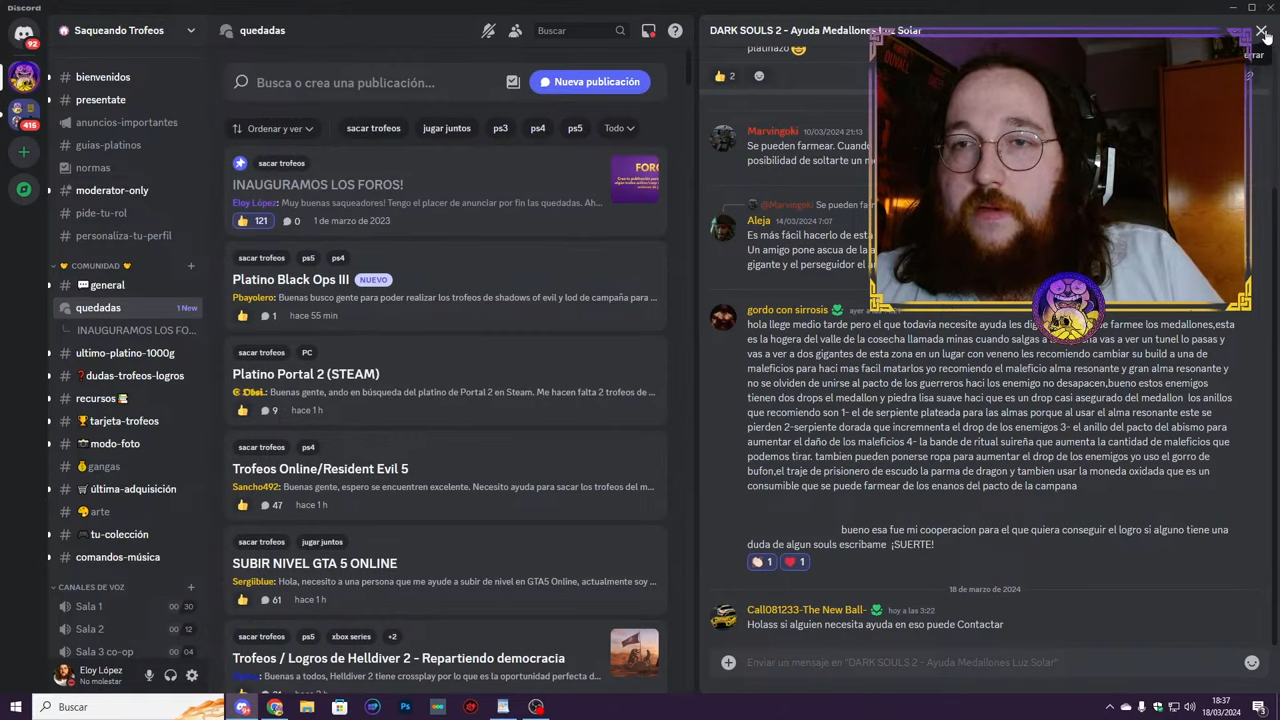 Discord
92
415
Saqueando Trofeos
bienvenidos
presentate
anuncios-importantes
guias-platinos
normas
moderator-only
pide-tu-rol
personaliza-tu-perfil
COMUNIDAD
general
quedadas
1 New
INAUGURAMOS LOS FO...
ultimo-platino-1000g
dudas-trofeos-logros
recursos
tarjeta-trofeos
modo-foto
gangas
última-adquisición
arte
tu-colección
comandos-música
CANALES DE VOZ
Sala 1
00 30
Sala 2
00 12
Sala 3 co-op
00 04
Eloy López
No molestar
quedadas
Buscar
Busca o crea una publicación...
Nueva publicación
Ordenar y ver
sacar trofeos
jugar juntos
ps3
ps4
ps5
Todo
sacar trofeos
INAUGURAMOS LOS FOROS!
Eloy López: Muy buenas saqueadores! Tengo el placer de anunciar por fin las quedadas. Ah...
121
0
1 de marzo de 2023
sacar trofeos
ps5
ps4
Platino Black Ops III
NUEVO
Pbayolero: Buenas busco gente para poder realizar los trofeos de shadows of evil y lod de campaña para ...
1
hace 55 min
sacar trofeos
PC
Platino Portal 2 (STEAM)
Buenas gente, ando en búsqueda del platino de Portal 2 en Steam. Me hacen falta 2 trofeos d...
9
hace 1 h
sacar trofeos
ps4
Trofeos Online/Resident Evil 5
Sancho492: Buenas gente, espero se encuentren excelente. Necesito ayuda para sacar los trofeos del m...
47
hace 1 h
sacar trofeos
jugar juntos
SUBIR NIVEL GTA 5 ONLINE
Sergiiblue: Hola, necesito a una persona que me ayude a subir de nivel en GTA5 Online, actualmente soy ...
61
hace 1 h
sacar trofeos
ps5
xbox series
+2
Trofeos / Logros de Helldiver 2 - Repartiendo democracia
Buenas a todos, Helldiver 2 tiene crossplay por lo que es la oportunidad perfecta d...
DARK SOULS 2 - Ayuda Medallones Luz Solar
platinazo
2
Marvingoki 10/03/2024 21:13
Se pueden farmear. Cuando
posibilidad de soltarte un me
@Marvingoki Se pueden far
Aleja 14/03/2024 7:07
Es más fácil hacerlo de esta
Un amigo pone ascua de la a
gigante y el perseguidor el an
gordo con sirrosis
hola llege medio tarde pero el que todavia necesite ayuda les farmee los medallones,esta
es la hogera del valle de la cosecha llamada minas cuando salgas a vas a ver un tunel lo pasas y
vas a ver a dos gigantes de esta zona en un lugar con veneno les recomiendo cambiar su build a una de
maleficios para haci mas facil matarlos yo recomiendo el maleficio alma resonante y gran alma resonante y
no se olviden de unirse al pacto de los guerreros haci los enemigo no desapacen,bueno estos enemigos
tienen dos drops el medallon y piedra lisa suave haci que es un drop casi asegurado del medallon los anillos
que recomiendo son 1- el de serpiente plateada para las almas porque al usar el alma resonante este se
pierden 2-serpiente dorada que incremnenta el drop de los enemigos 3- el anillo del pacto del abismo para
aumentar el daño de los maleficios 4- la bande de ritual suireña que aumenta la cantidad de maleficios que
podemos tirar. tambien pueden ponerse ropa para aumentar el drop de los enemigos yo uso el gorro de
bufon,el traje de prisionero de escudo la parma de dragon y tambien usar la moneda oxidada que es un
consumible que se puede farmear de los enanos del pacto de la campana
bueno esa fue mi cooperacion para el que quiera conseguir el logro si alguno tiene una
duda de algun souls escribame ¡SUERTE!
1
1
18 de marzo de 2024
Call081233-The New Ball- hoy a las 3:22
Holass si alguien necesita ayuda en eso puede Contactar
Enviar un mensaje en "DARK SOULS 2 - Ayuda Medallones Luz Solar"
Buscar
18:37
18/03/2024